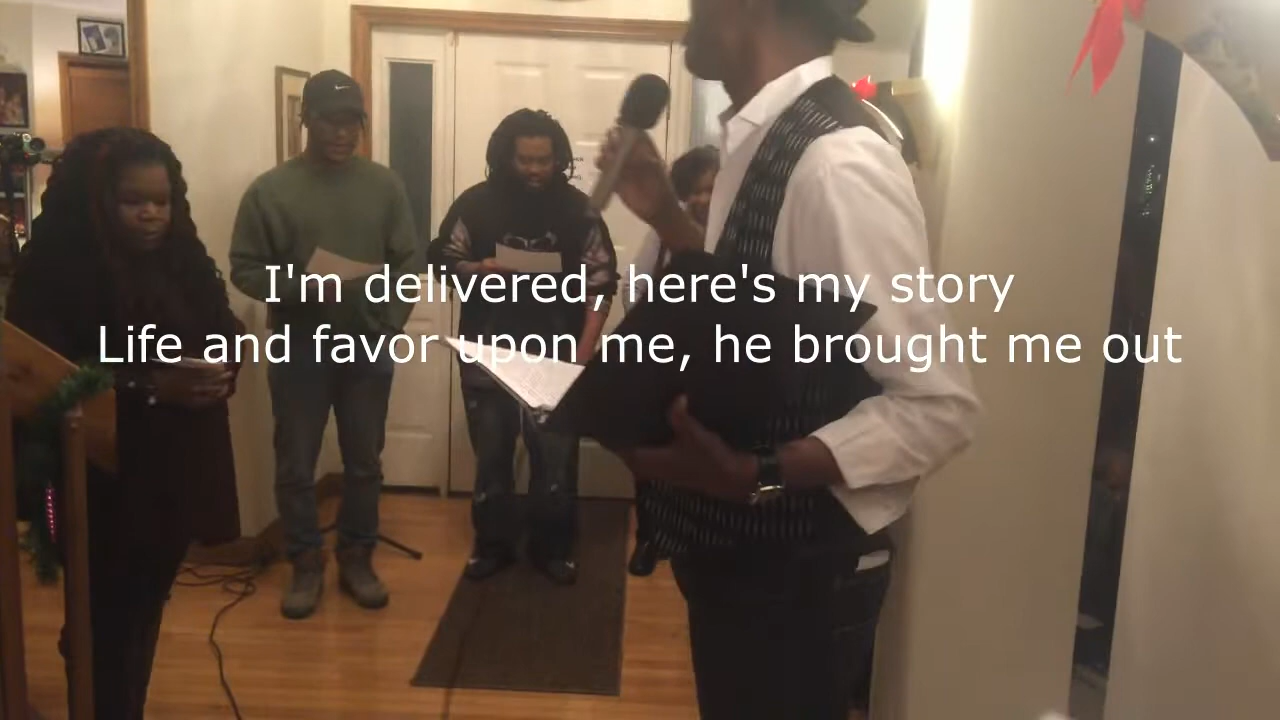 I'm delivered, here's my story
Life and favor upon me, he brought me out